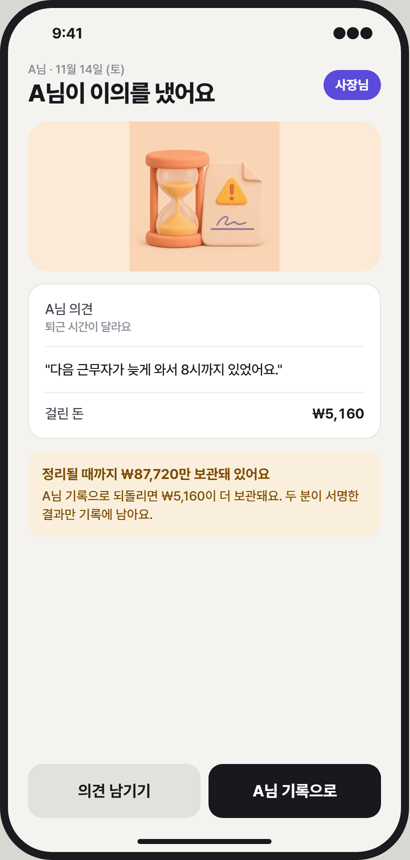 9:41
A님 · 11월 14일 (토)
A님이 이의를 냈어요
사장님
A님 의견
퇴근 시간이 달라요
"다음 근무자가 늦게 와서 8시까지 있었어요."
걸린 돈
₩5,160
정리될 때까지 ₩87,720만 보관돼 있어요
A님 기록으로 되돌리면 ₩5,160이 더 보관돼요. 두 분이 서명한
결과만 기록에 남아요.
의견 남기기
A님 기록으로